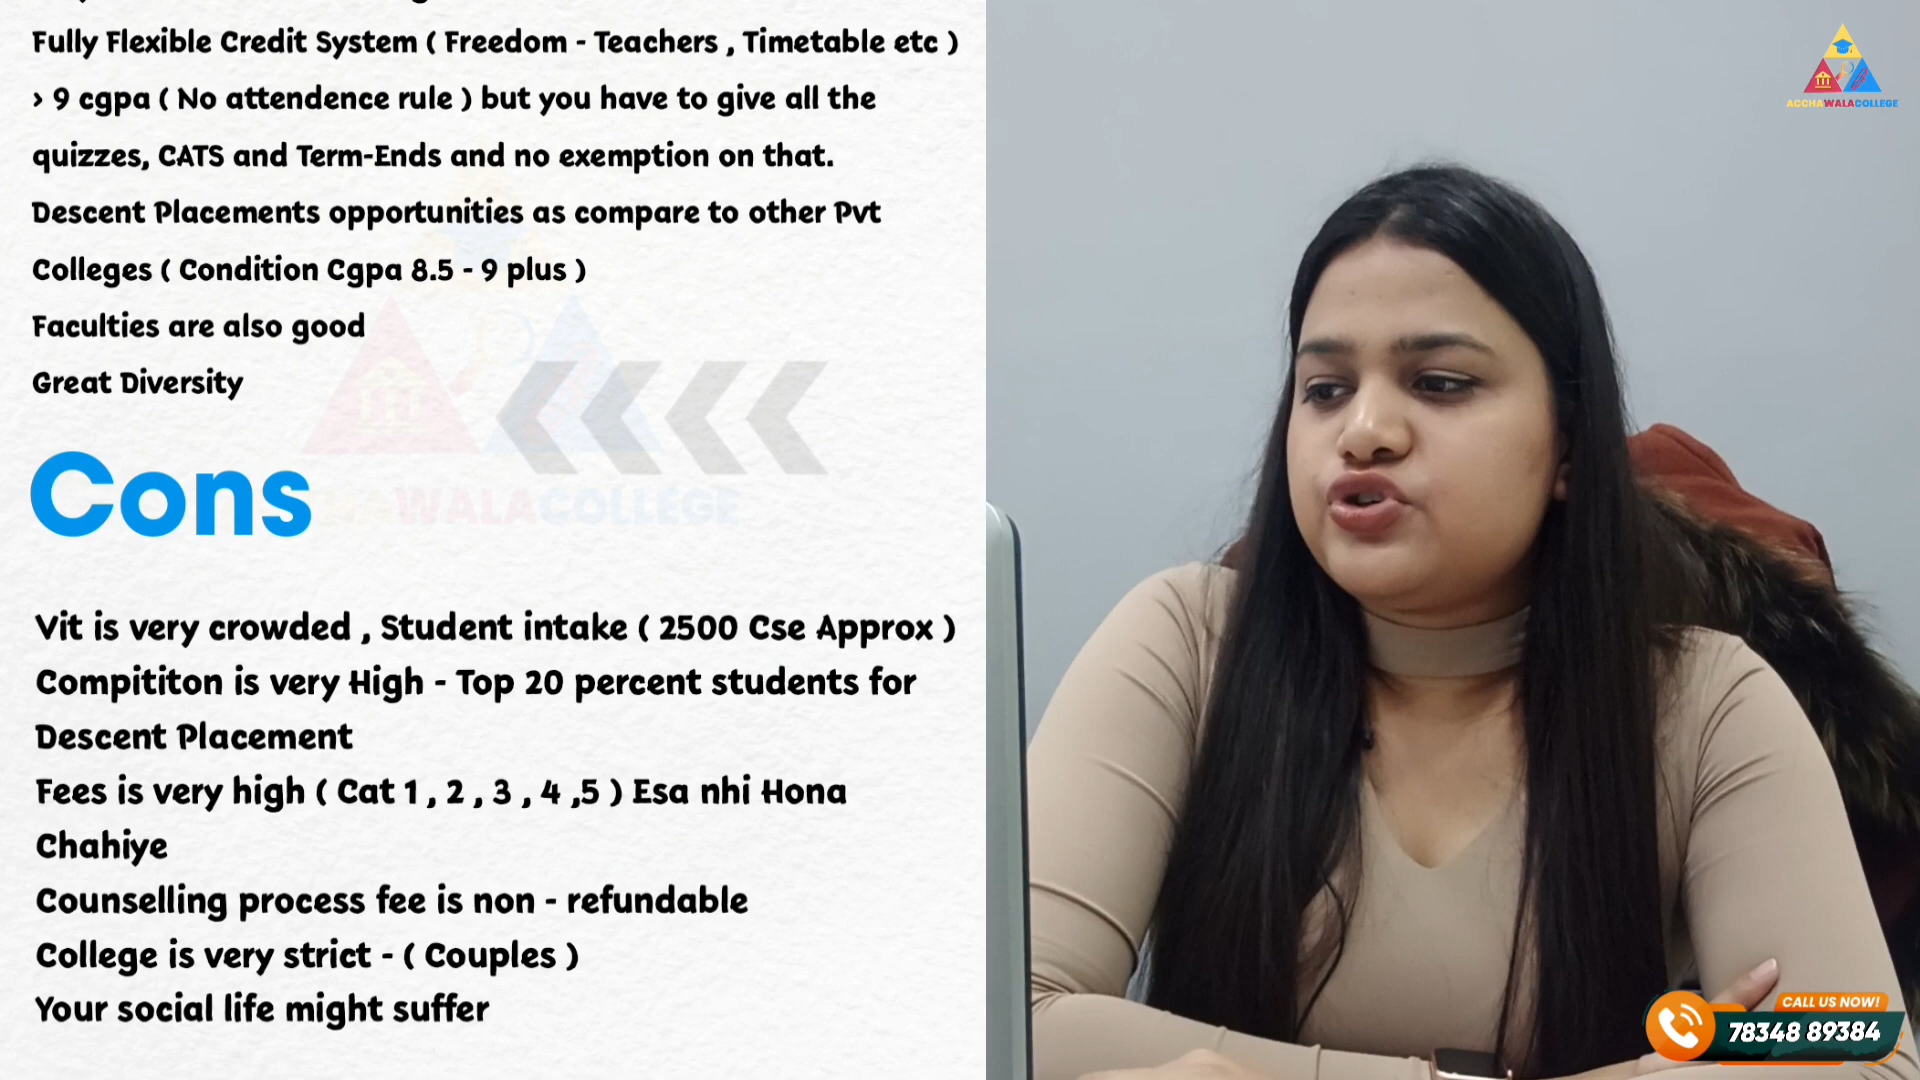 Fully Flexible Credit System ( Freedom - Teachers , Timetable etc )
> 9 cgpa ( No attendence rule ) but you have to give all the
quizzes, CATS and Term-Ends and no exemption on that.
Descent Placements opportunities as compare to other Pvt
Colleges ( Condition Cgpa 8.5 - 9 plus )
Faculties are also good
Great Diversity
Cons
WALACOLLEGE
Vit is very crowded , Student intake ( 2500 Cse Approx )
Compititon is very High - Top 20 percent students for
Descent Placement
Fees is very high ( Cat 1 , 2 , 3 , 4 ,5 ) Esa nhi Hona
Chahiye
Counselling process fee is non - refundable
College is very strict - ( Couples )
Your social life might suffer
ACCHAWALACOLLEGE
CALL US NOW!
78348 89384